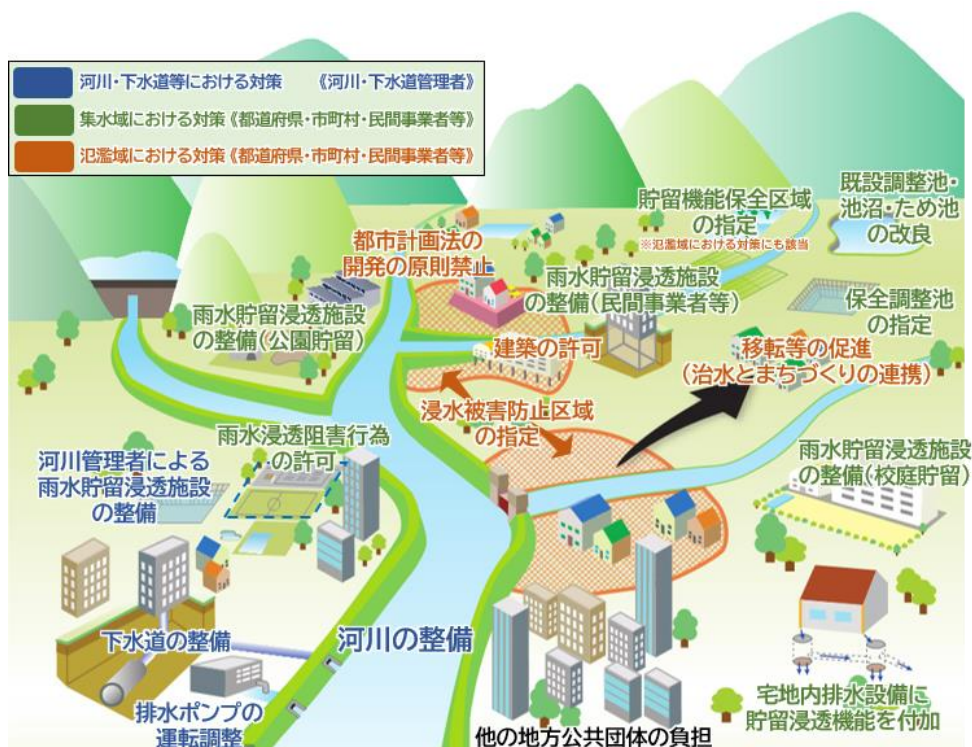 河川・下水道等における対策 《河川・下水道管理者》
集水域における対策《都道府県・市町村・民間事業者等》
氾濫域における対策《都道府県・市町村・民間事業者等》
貯留機能保全区域
の指定
※氾濫域における対策にも該当
既設調整池・
池沼・ため池
の改良
都市計画法の
開発の原則禁止
雨水貯留浸透施設
の整備(民間事業者等)
保全調整池
の指定
雨水貯留浸透施設
の整備(公園貯留)
建築の許可
移転等の促進
(治水とまちづくりの連携)
浸水被害防止区域
の指定
雨水浸透阻害行為
の許可
河川管理者による
雨水貯留浸透施設
の整備
雨水貯留浸透施設
の整備(校庭貯留)
下水道の整備
河川の整備
排水ポンプの
運転調整
宅地内排水設備に
貯留浸透機能を付加
他の地方公共団体の負担